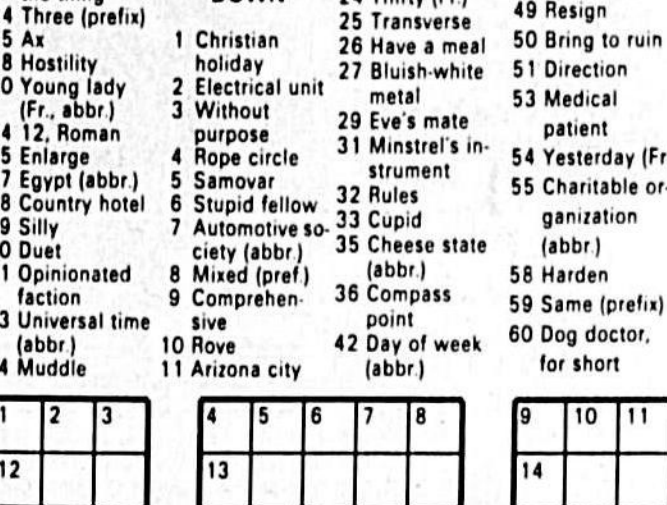 4 Three (prefix)
5 Ax
8 Hostility
0 Young lady
(Fr., abbr.)
4 12, Roman
5 Enlarge
7 Egypt (abbr.)
8 Country hotel
9 Silly
0 Duet
1 Opinionated
faction
3 Universal time
(abbr.)
4 Muddle
1 Christian
holiday
2 Electrical unit
3 Without
purpose
4 Rope circle
5 Samovar
6 Stupid fellow
7 Automotive so-
ciety (abbr.)
8 Mixed (pref.)
9 Comprehen-
sive
10 Rove
11 Arizona city
25 Transverse
26 Have a meal
27 Bluish-white
metal
29 Eve's mate
31 Minstrel's in-
strument
32 Rules
33 Cupid
35 Cheese state
(abbr.)
36 Compass
point
42 Day of week
(abbr.)
49 Resign
50 Bring to ruin
51 Direction
53 Medical
patient
54 Yesterday (Fr
55 Charitable or-
ganization
(abbr.)
58 Harden
59 Same (prefix)
60 Dog doctor,
for short
1 2 3 4 5 6 7 8 9 10 11
12 13 14